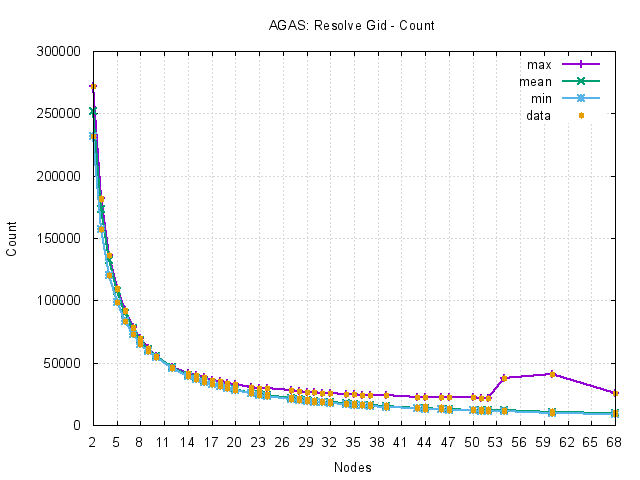 AGAS: Resolve Gid - Count
300000
250000
200000
150000
100000
50000
0
Count
max
mean
min
data
2 5 8 11 14 17 20 23 26 29 32 35 38 41 44 47 50 53 56 59 62 65 68
Nodes